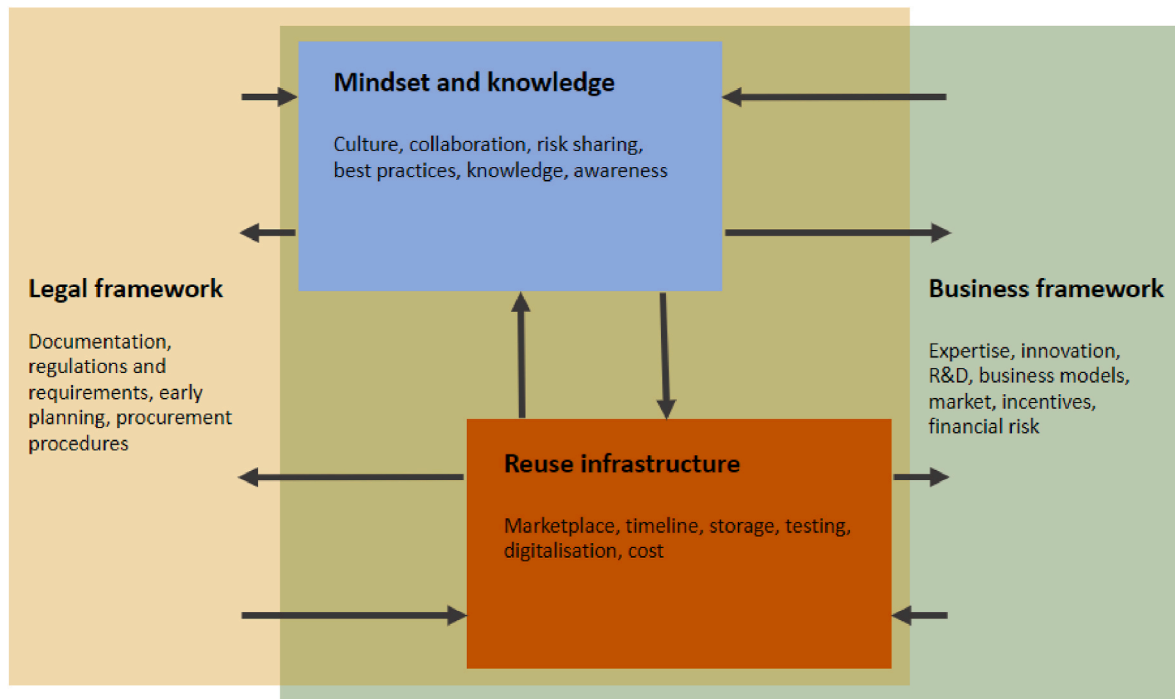 Mindset and knowledge
Culture, collaboration, risk sharing,
best practices, knowledge, awareness
Legal framework
Documentation,
regulations and
requirements, early
planning, procurement
procedures
Business framework
Expertise, innovation,
R&D, business models,
market, incentives,
financial risk
Reuse infrastructure
Marketplace, timeline, storage, testing,
digitalisation, cost